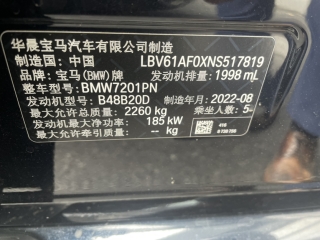 华晨宝马汽车有限公司制造
制造国：中国 LBV61AF0XNS517819
品牌：宝马(BMW)牌 发动机排量：1998 mL
整车型号：BMW7201PN
发动机型号：B48B20D 制造年月：2022-08
最大允许总质量：2260 kg 乘坐人数：5
发动机最大净功率：185 kW
最大允许牵引质量：-- kg